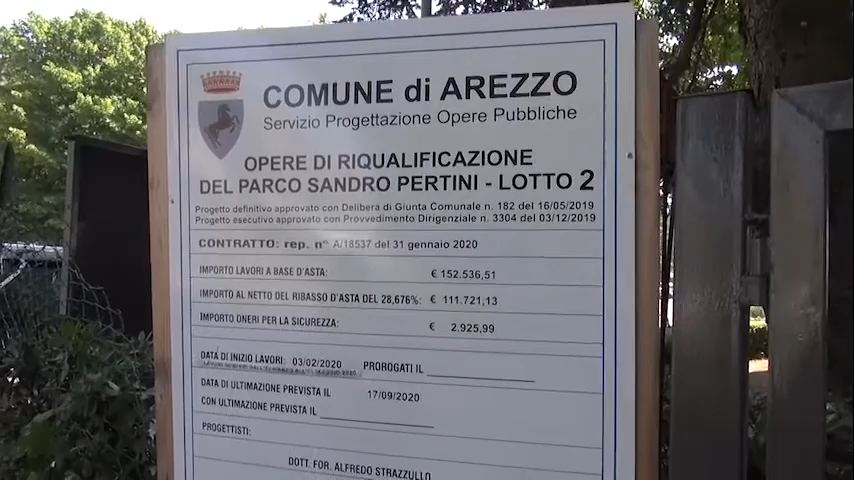 COMUNE di AREZZO
Servizio Progettazione Opere Pubbliche
OPERE DI RIQUALIFICAZIONE
DEL PARCO SANDRO PERTINI - LOTTO 2
Progetto definitivo approvato con Delibera di Giunta Comunale n. 182 del 16/05/2019
Progetto esecutivo approvato con Provvedimento Dirigenziale n. 3304 del 03/12/2019
CONTRATTO: rep. n° A/18537 del 31 gennaio 2020
IMPORTO LAVORI A BASE D'ASTA: € 152.536,51
IMPORTO AL NETTO DEL RIBASSO D'ASTA DEL 28,676%: € 111.721,13
IMPORTO ONERI PER LA SICUREZZA: € 2.925,99
DATA DI INIZIO LAVORI: 03/02/2020 PROROGATI IL
DATA DI ULTIMAZIONE PREVISTA IL 17/09/2020
CON ULTIMAZIONE PREVISTA IL
PROGETTISTI:
DOTT. FOR. ALFREDO STRAZZULLO